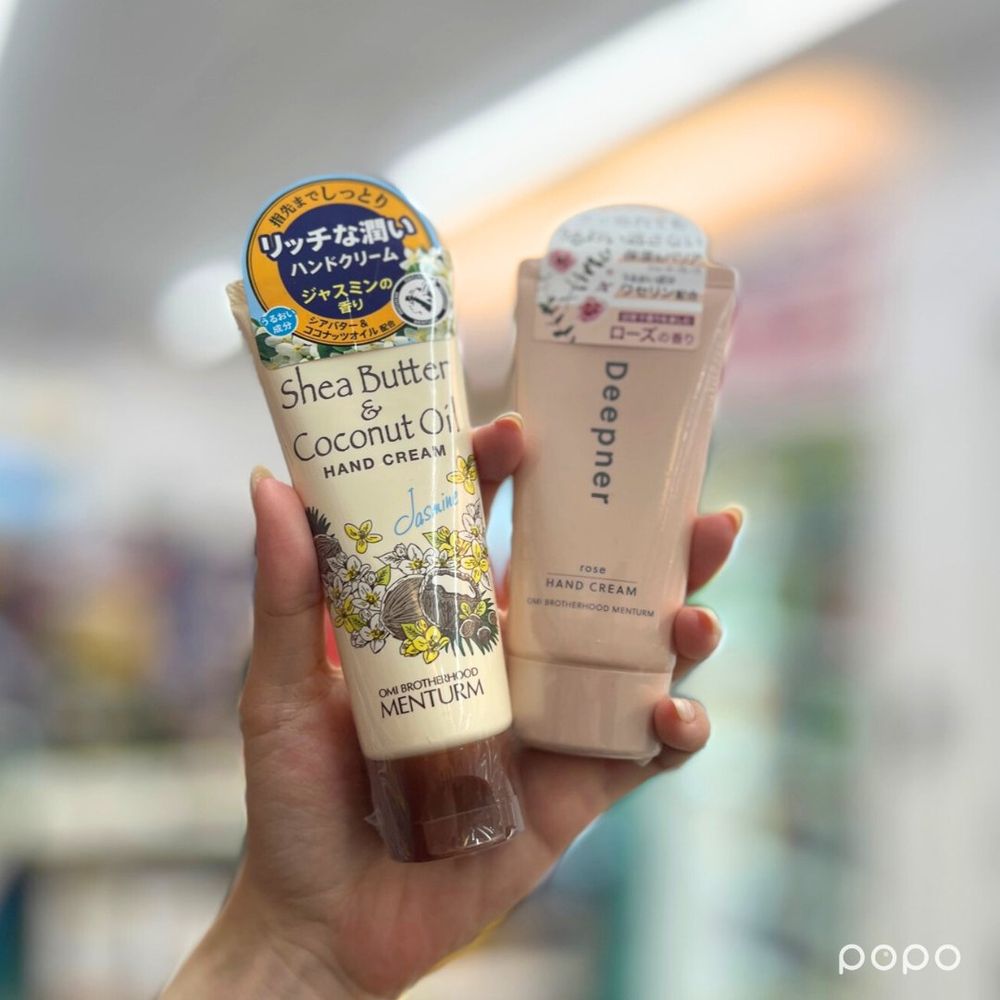 指先までしっとり
リッチな潤い
ハンドクリーム
ジャスミンの
香り
うるおい
成分
シアバター&
ココナッツオイル配合
Shea Butter
&
Coconut Oil
HAND CREAM
Jasmine
OMI BROTHERHOOD
MENTURM
ワセリン配合
ローズの香り
Deepner
rose
HAND CREAM
OMI BROTHERHOOD MENTURM
popo